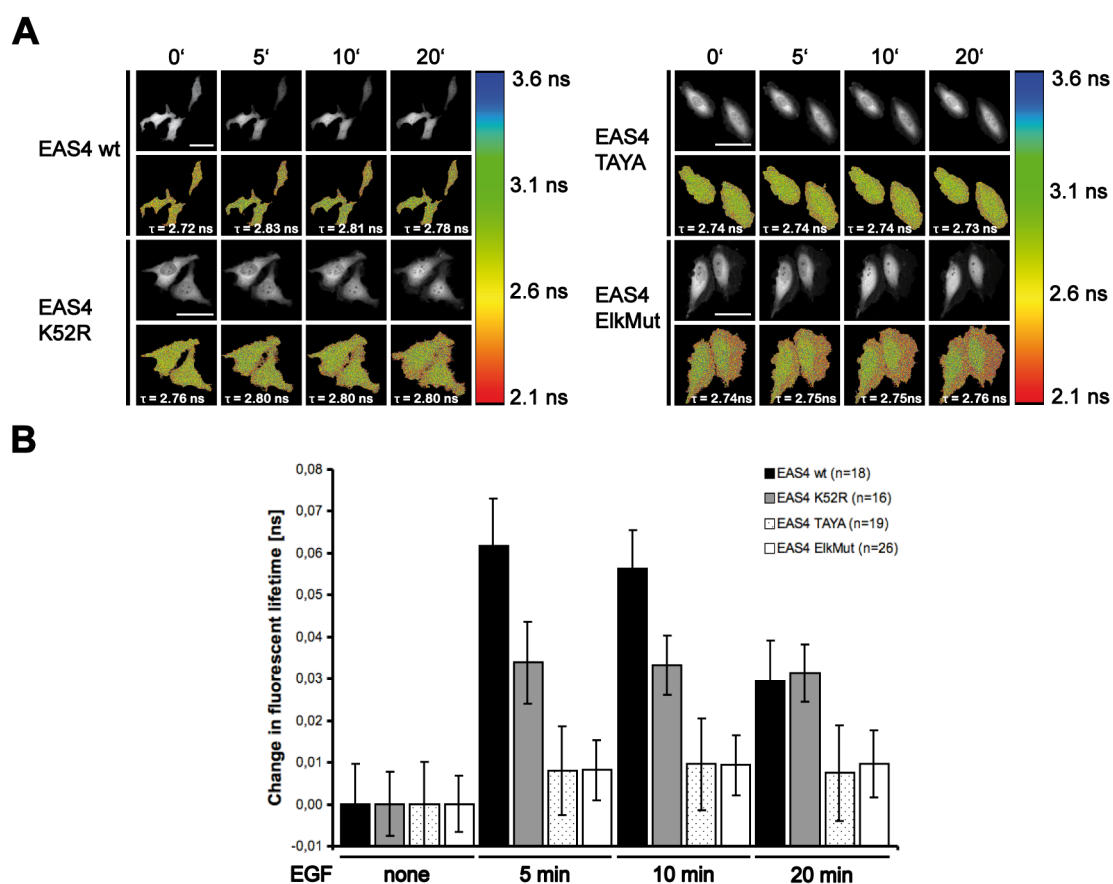 A
0‘ 5‘ 10‘ 20‘
EAS4 wt
τ = 2.72 ns τ = 2.83 ns τ = 2.81 ns τ = 2.78 ns
EAS4
K52R
τ = 2.76 ns τ = 2.80 ns τ = 2.80 ns τ = 2.80 ns
3.6 ns
3.1 ns
2.6 ns
2.1 ns
0‘ 5‘ 10‘ 20‘
EAS4
TAYA
τ = 2.74 ns τ = 2.74 ns τ = 2.74 ns τ = 2.73 ns
EAS4
ElkMut
τ = 2.74ns τ = 2.75ns τ = 2.75ns τ = 2.76 ns
3.6 ns
3.1 ns
2.6 ns
2.1 ns
B
Change in fluorescent lifetime [ns]
0,08
0,07
0,06
0,05
0,04
0,03
0,02
0,01
0,00
-0,01
EAS4 wt (n=18)
EAS4 K52R (n=16)
EAS4 TAYA (n=19)
EAS4 ElkMut (n=26)
EGF none 5 min 10 min 20 min